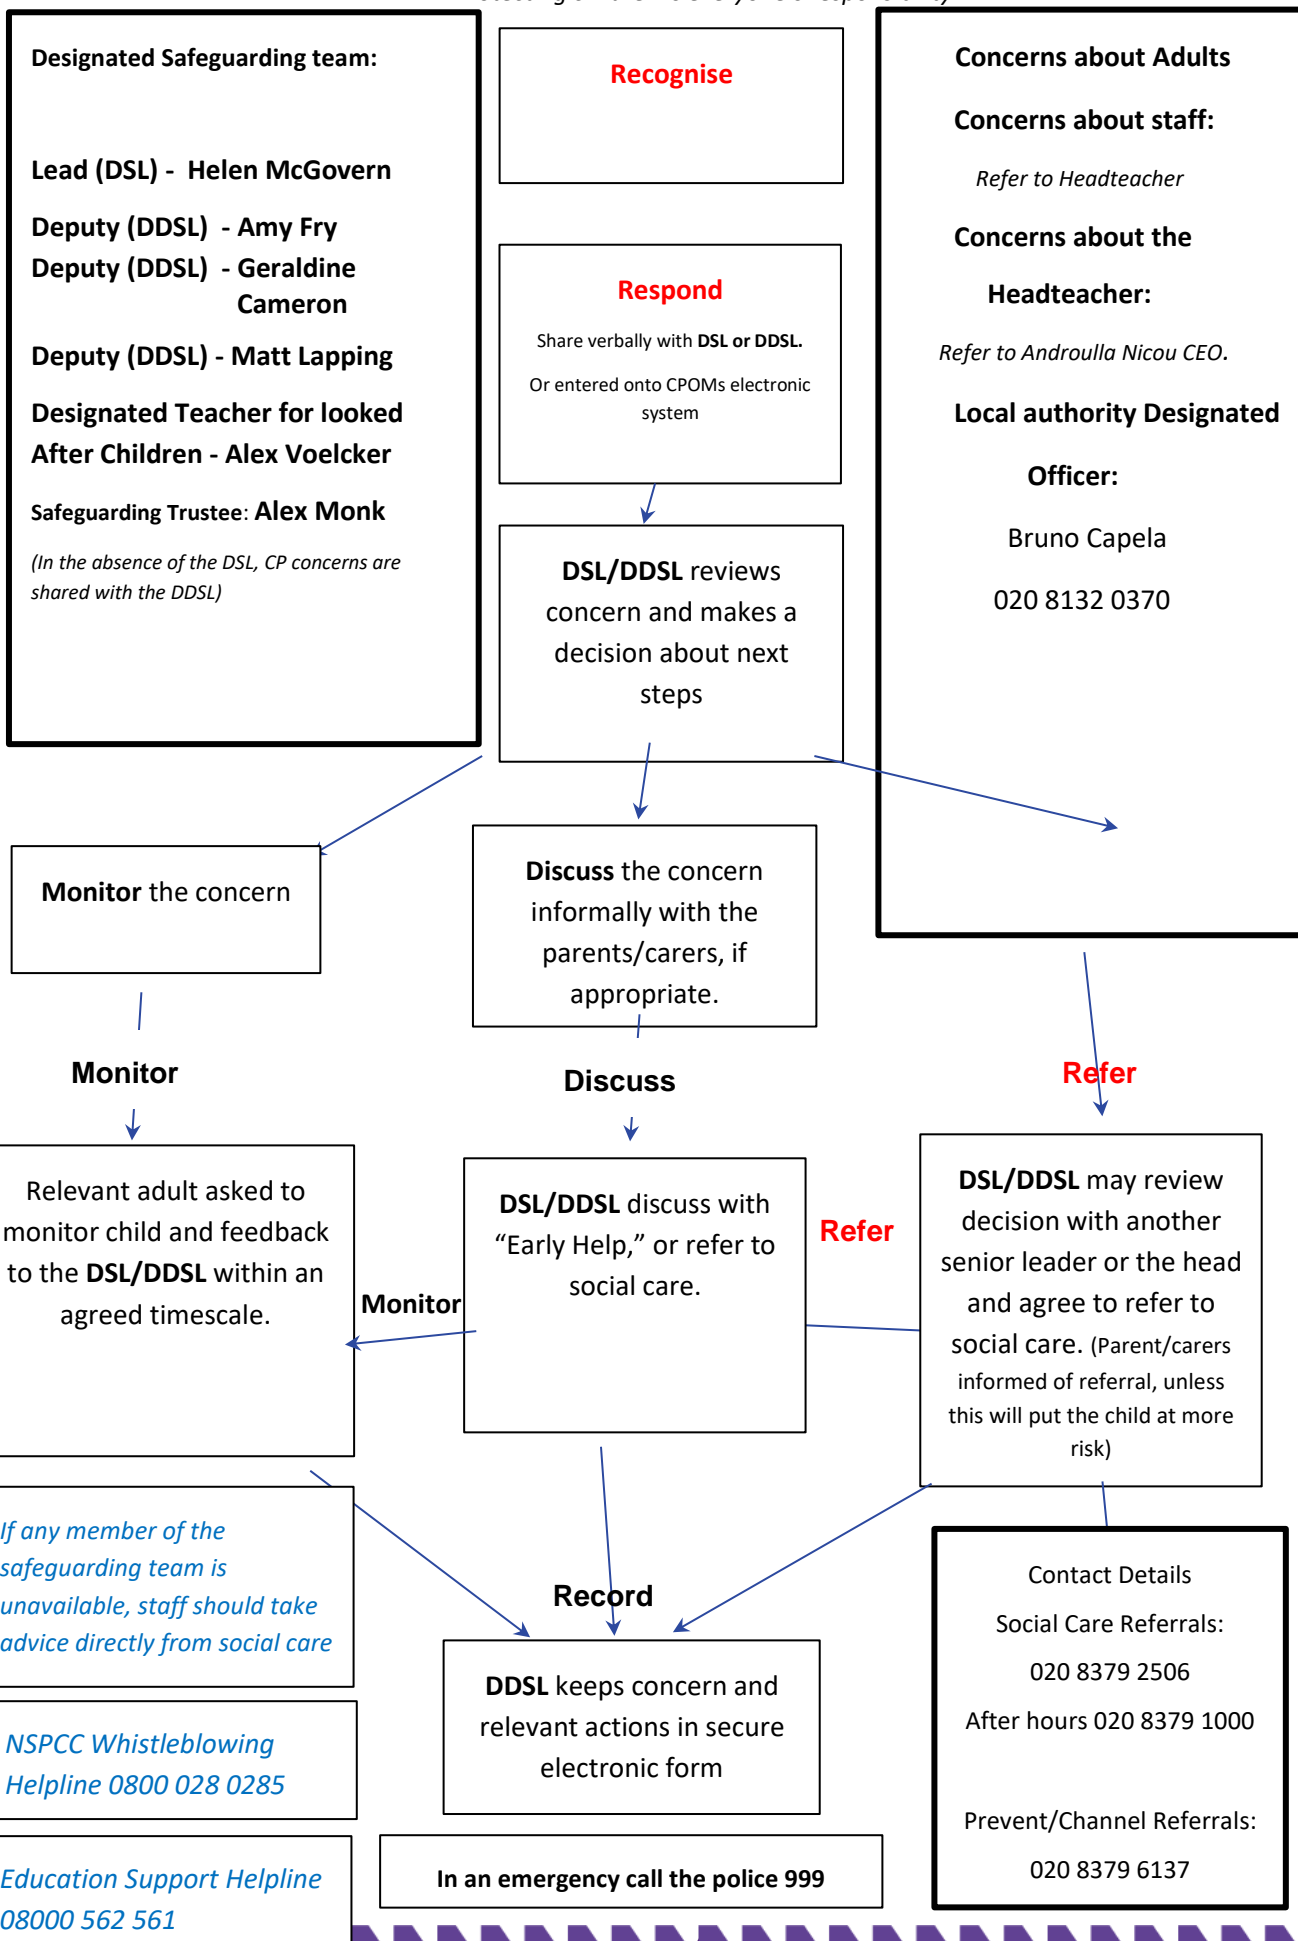 Designated Safeguarding team:
Lead (DSL) - Helen McGovern
Deputy (DDSL) - Amy Fry
Deputy (DDSL) - Geraldine
Cameron
Deputy (DDSL) - Matt Lapping
Designated Teacher for looked
After Children - Alex Voelcker
Safeguarding Trustee: Alex Monk
(In the absence of the DSL, CP concerns are
shared with the DDSL)
Recognise
Respond
Share verbally with DSL or DDSL.
Or entered onto CPOMs electronic
system
DSL/DDSL reviews
concern and makes a
decision about next
steps
Concerns about Adults
Concerns about staff:
Refer to Headteacher
Concerns about the
Headteacher:
Refer to Androulla Nicou CEO.
Local authority Designated
Officer:
Bruno Capela
020 8132 0370
Monitor the concern
Discuss the concern
informally with the
parents/carers, if
appropriate.
Monitor
Discuss
Refer
Relevant adult asked to
monitor child and feedback
to the DSL/DDSL within an
agreed timescale.
Monitor
DSL/DDSL discuss with
“Early Help,” or refer to
social care.
Refer
DSL/DDSL may review
decision with another
senior leader or the head
and agree to refer to
social care. (Parent/carers
informed of referral, unless
this will put the child at more
risk)
If any member of the
safeguarding team is
unavailable, staff should take
advice directly from social care
Record
DDSL keeps concern and
relevant actions in secure
electronic form
Contact Details
Social Care Referrals:
020 8379 2506
After hours 020 8379 1000
Prevent/Channel Referrals:
020 8379 6137
NSPCC Whistleblowing
Helpline 0800 028 0285
Education Support Helpline
08000 562 561
In an emergency call the police 999